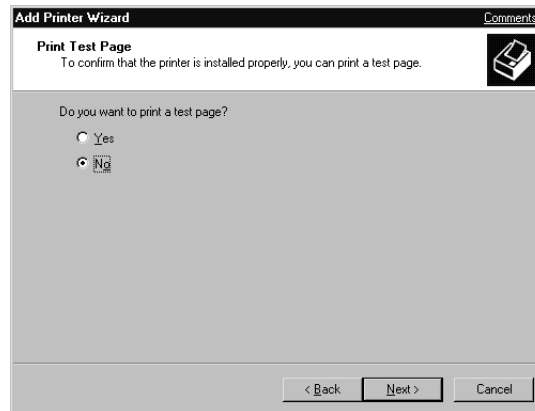 Add Printer Wizard Comments
Print Test Page
To confirm that the printer is installed properly, you can print a test page.
Do you want to print a test page?
Yes
No
< Back Next > Cancel